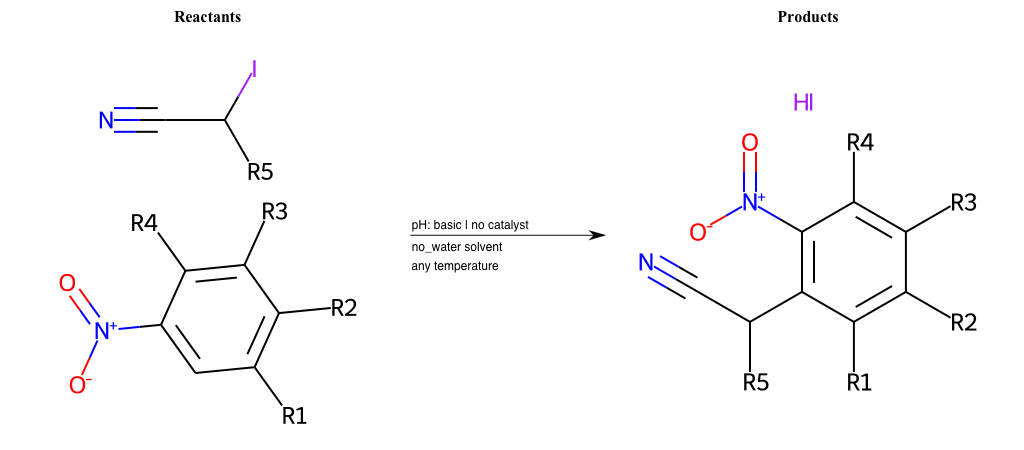 Reactants
Products
I
N
R5
R4
R3
O
N+
O-
R2
R1
pH: basic | no catalyst
no_water solvent
any temperature
HI
O
R4
N+
O-
R3
N
R2
R5
R1